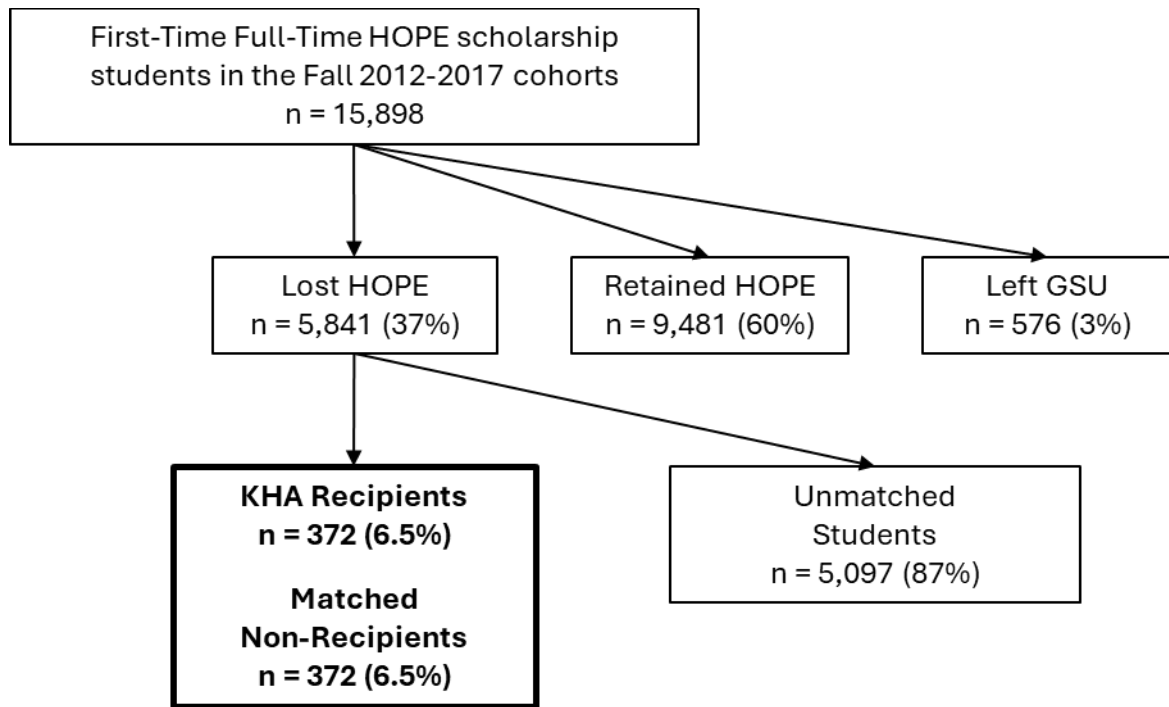 First-Time Full-Time HOPE scholarship
students in the Fall 2012-2017 cohorts
n = 15,898
Lost HOPE
n = 5,841 (37%)
Retained HOPE
n = 9,481 (60%)
Left GSU
n = 576 (3%)
KHA Recipients
n = 372 (6.5%)
Matched
Non-Recipients
n = 372 (6.5%)
Unmatched
Students
n = 5,097 (87%)